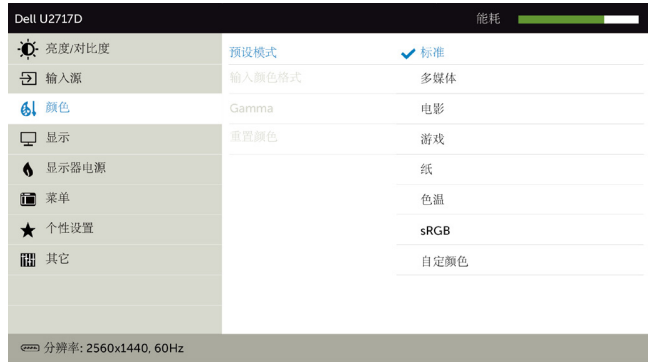 Dell U2717D 能耗
亮度/对比度 预设模式 标准
输入源 输入颜色格式 多媒体
颜色 Gamma 电影
显示 重置颜色 游戏
显示器电源 纸
菜单 色温
个性设置 sRGB
其它 自定颜色
分辨率: 2560x1440, 60Hz